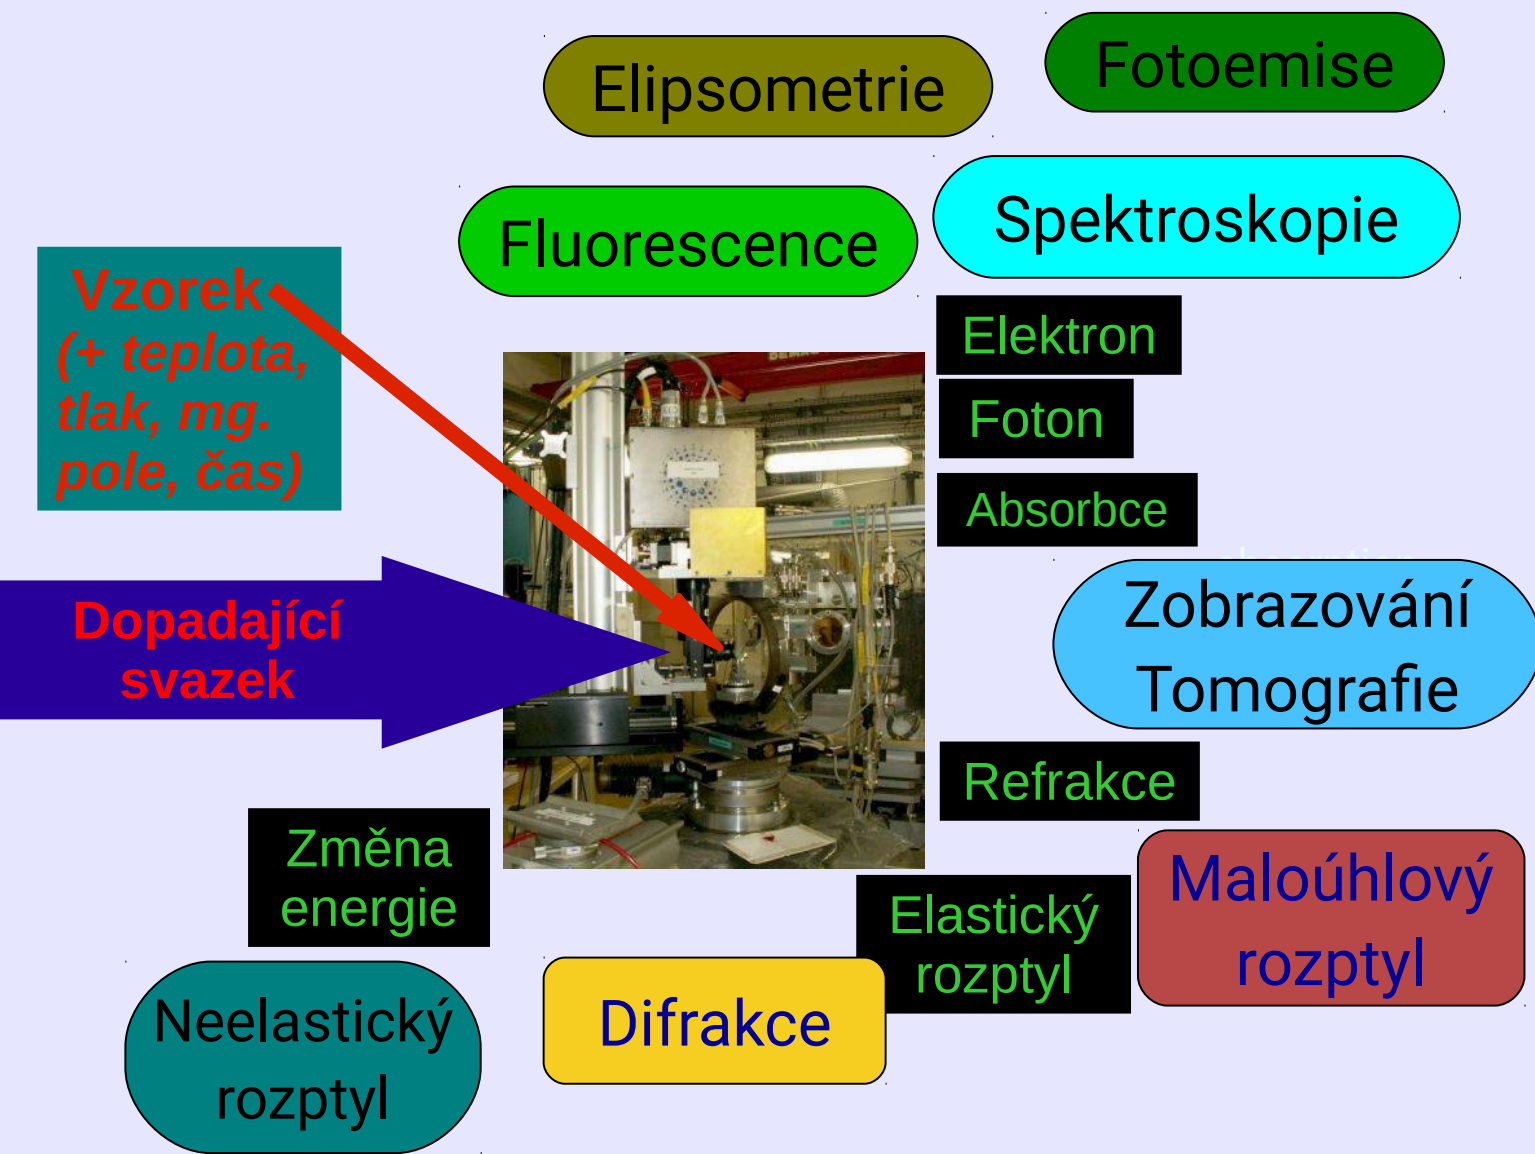 Elipsometrie
Fotoemise
Fluorescence
Spektroskopie
Vzorek
(+ teplota,
tlak, mg.
pole, čas)
Elektron
Foton
Absorbce
Dopadající
svazek
Zobrazování
Tomografie
Refrakce
Změna
energie
Elastický
rozptyl
Maloúhlový
rozptyl
Neelastický
rozptyl
Difrakce